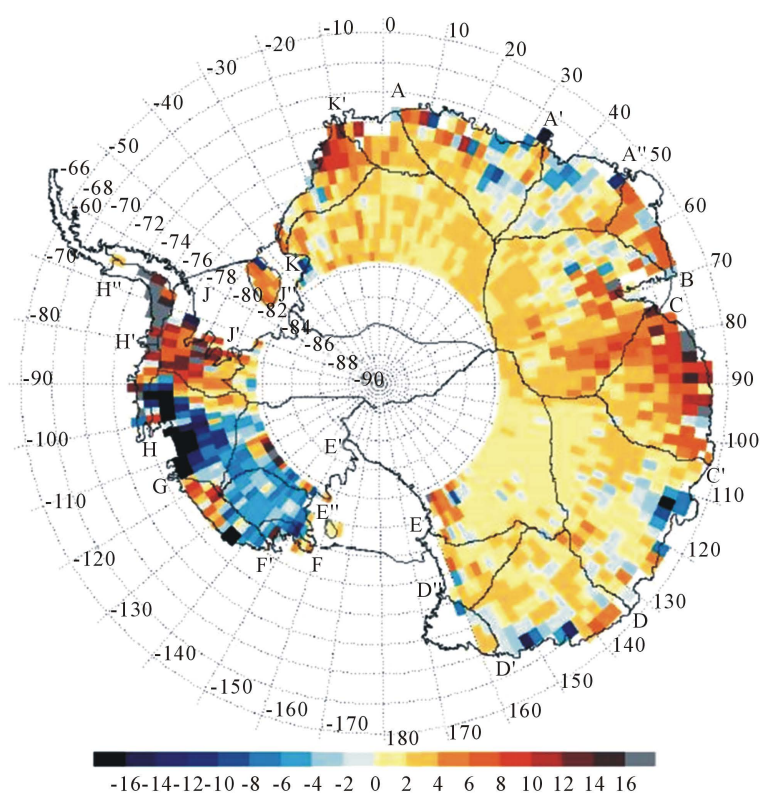 0
-10 10
-20 20
-30 30
-40 40
-50 50
-60 60
-70 70
-80 80
-90 90
-100 100
-110 110
-120 120
-130 130
-140 140
-150 150
-160 160
-170 170
180
-66
-68
-70
-72
-74
-76
-78
-80
-82
-84
-86
-88
-90
K' A A' A''
B
C
C'
D
D'
D''
E
E'
E''
F
F'
G
H
H'
H''
J
J'
J''
K
-16 -14 -12 -10 -8 -6 -4 -2 0 2 4 6 8 10 12 14 16